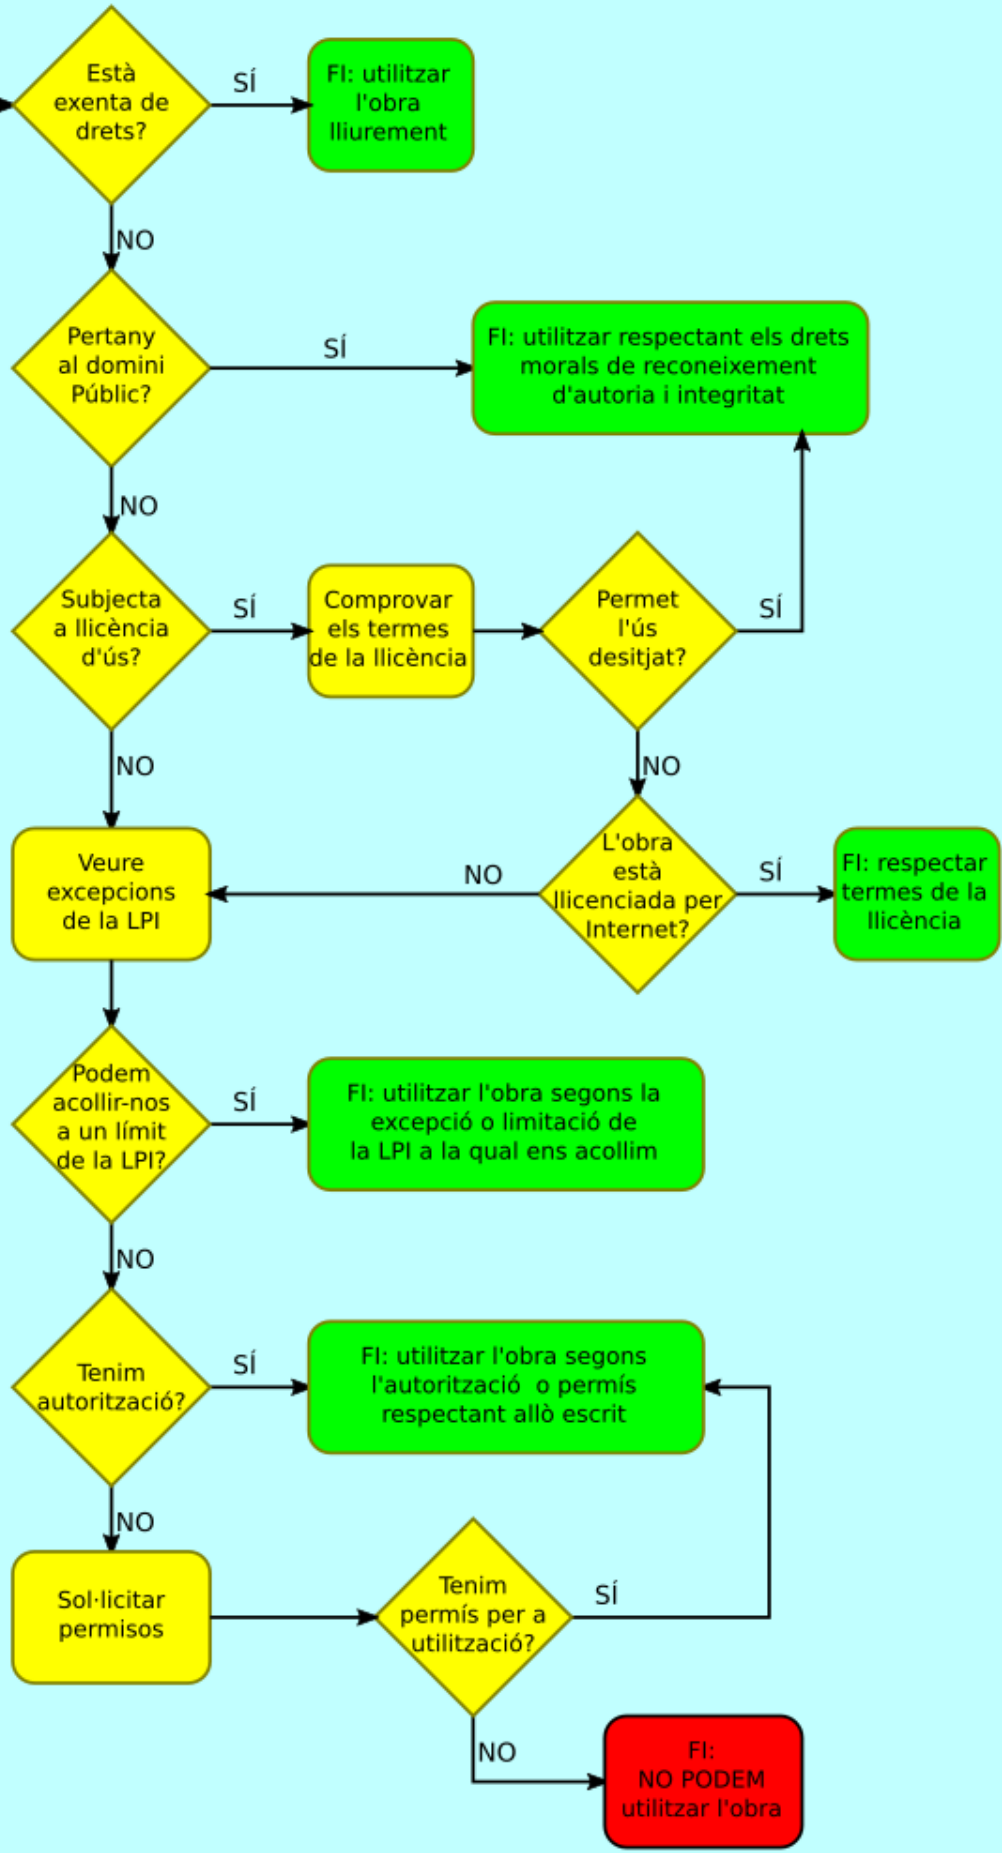 Està
exenta de
drets?
SÍ
FI: utilitzar
l'obra
lliurement
NO
Pertany
al domini
Públic?
SÍ
FI: utilitzar respectant els drets
morals de reconeixement
d'autoria i integritat
NO
Subjecta
a llicència
d'ús?
SÍ
Comprovar
els termes
de la llicència
Permet
l'ús
desitjat?
SÍ
NO
NO
Veure
excepcions
de la LPI
NO
L'obra
està
llicenciada per
Internet?
SÍ
FI: respectar
termes de la
llicència
Podem
acollir-nos
a un límit
de la LPI?
SÍ
FI: utilitzar l'obra segons la
excepció o limitació de
la LPI a la qual ens acollim
NO
Tenim
autorització?
SÍ
FI: utilitzar l'obra segons
l'autorització o permís
respectant allò escrit
NO
Sol·licitar
permisos
Tenim
permís per a
utilització?
SÍ
NO
FI:
NO PODEM
utilitzar l'obra